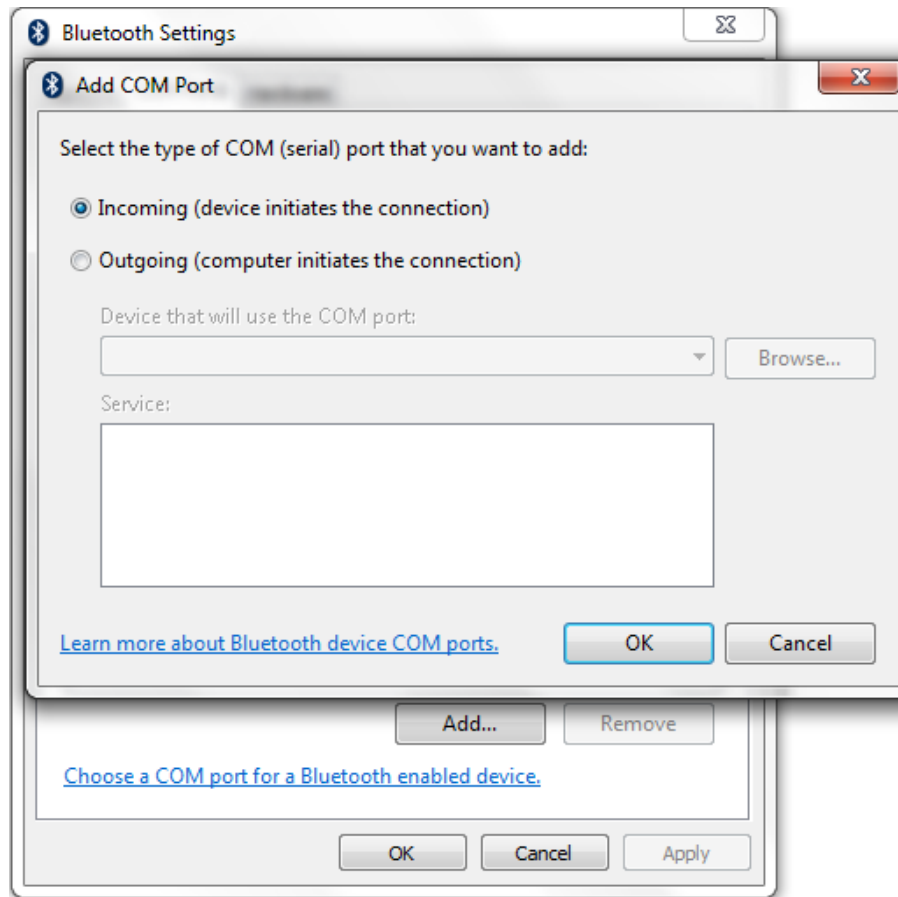 Bluetooth Settings
Add COM Port
Hardware
Select the type of COM (serial) port that you want to add:
Incoming (device initiates the connection)
Outgoing (computer initiates the connection)
Device that will use the COM port:
Browse...
Service:
Learn more about Bluetooth device COM ports.
OK
Cancel
Add...
Remove
Choose a COM port for a Bluetooth enabled device.
OK
Cancel
Apply